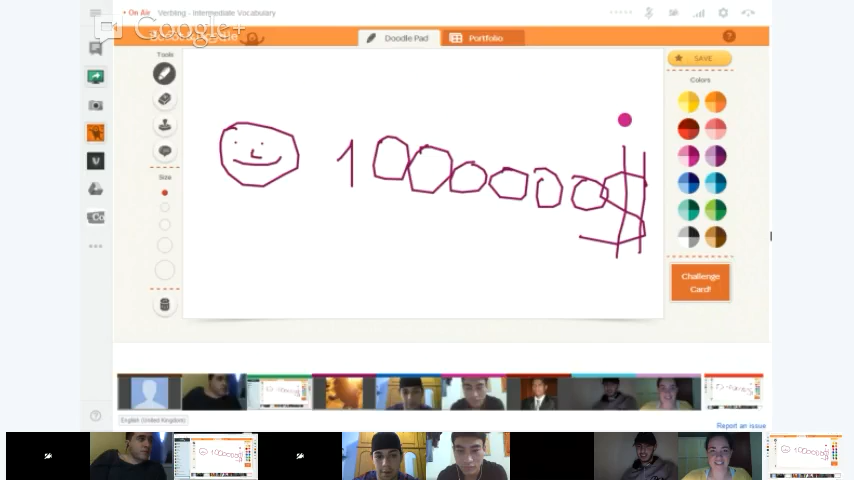 On Air Verbling - Intermediate Vocabulary
Google+
Doodle Pad
Portfolio
?
Tools
SAVE
Colors
1000000$
Size
Challenge
Card!
English (United Kingdom)
Report an issue